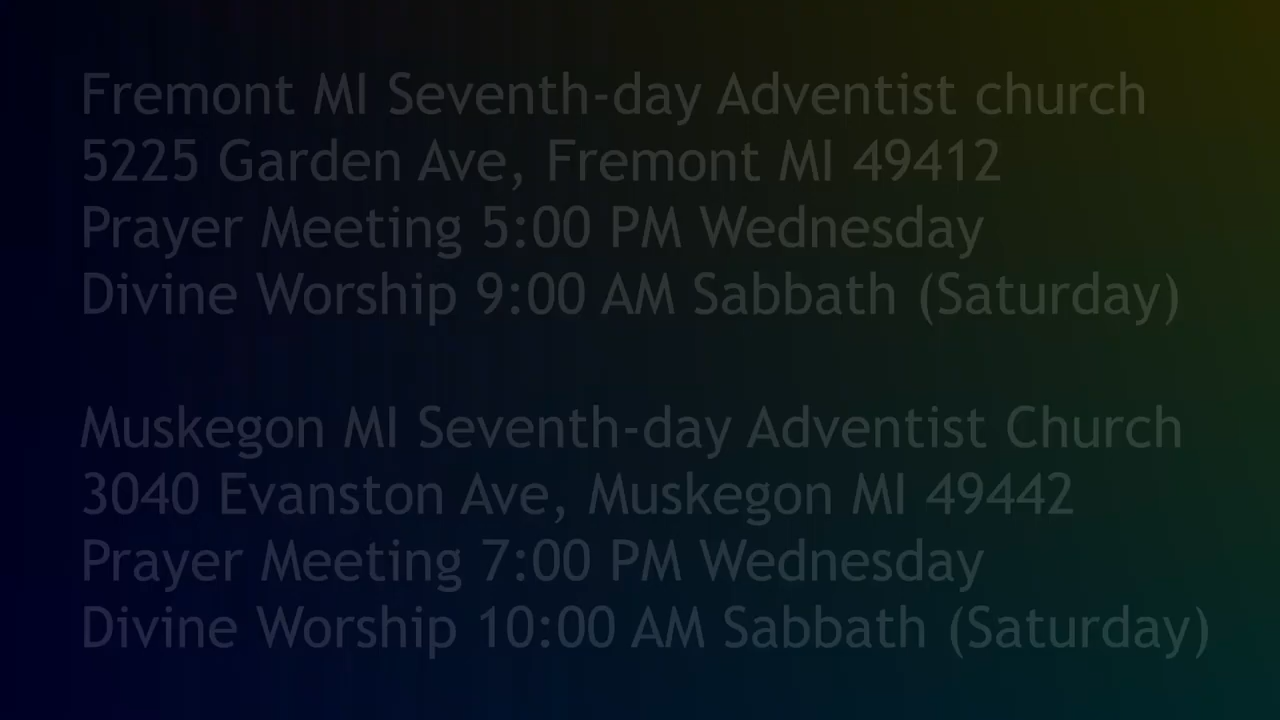 Fremont MI Seventh-day Adventist church
5225 Garden Ave, Fremont MI 49412
Prayer Meeting 5:00 PM Wednesday
Divine Worship 9:00 AM Sabbath (Saturday)
Muskegon MI Seventh-day Adventist Church
3040 Evanston Ave, Muskegon MI 49442
Prayer Meeting 7:00 PM Wednesday
Divine Worship 10:00 AM Sabbath (Saturday)